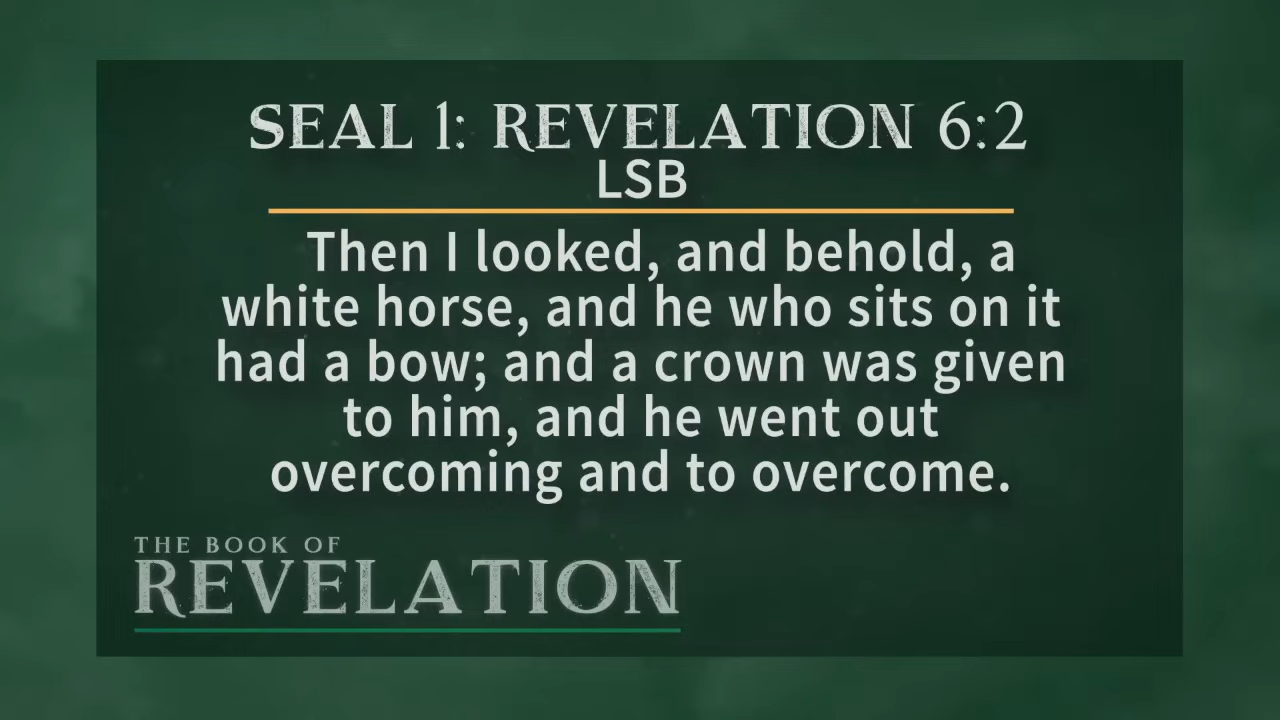 SEAL 1: REVELATION 6:2
LSB
Then I looked, and behold, a
white horse, and he who sits on it
had a bow; and a crown was given
to him, and he went out
overcoming and to overcome.
THE BOOK OF
REVELATION